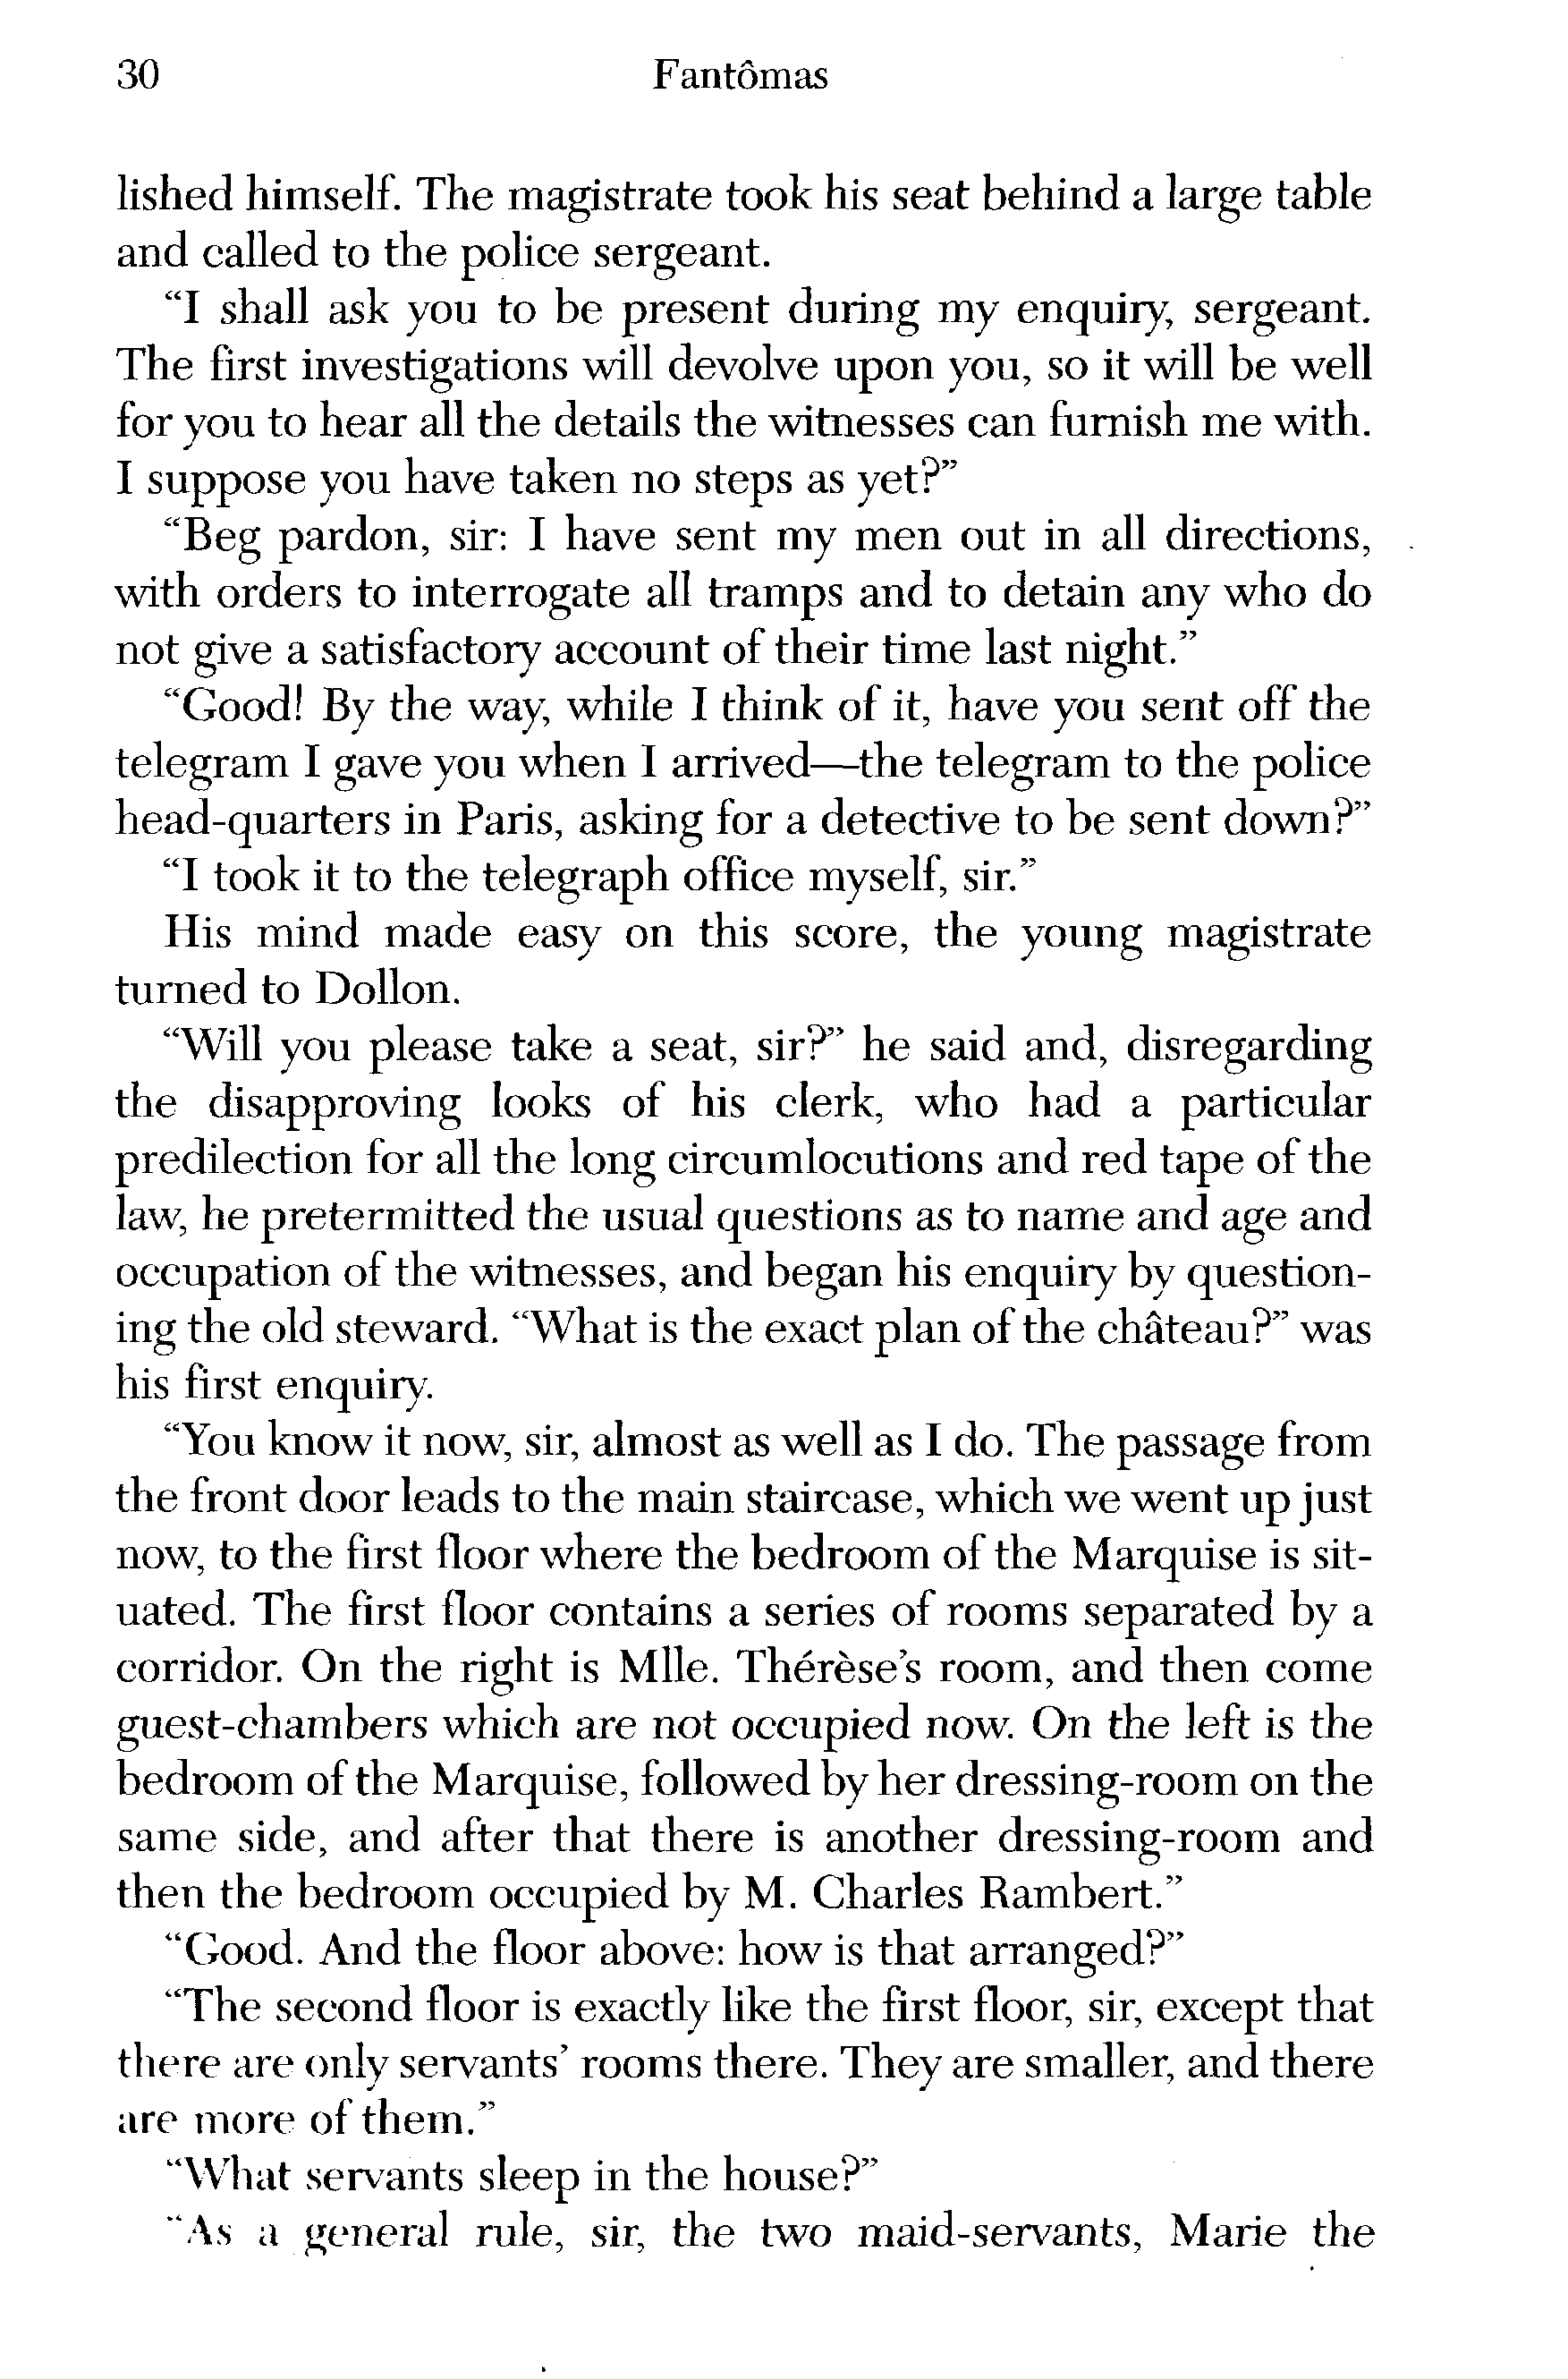 30 Fantômas
lished himself. The magistrate took his seat behind a large table
and called to the police sergeant.
“I shall ask you to be present during my enquiry, sergeant.
The first investigations will devolve upon you, so it will be well
for you to hear all the details the witnesses can furnish me with.
I suppose you have taken no steps as yet?”
“Beg pardon, sir: I have sent my men out in all directions,
with orders to interrogate all tramps and to detain any who do
not give a satisfactory account of their time last night.”
“Good! By the way, while I think of it, have you sent off the
telegram I gave you when I arrived—the telegram to the police
head-quarters in Paris, asking for a detective to be sent down?”
“I took it to the telegraph office myself, sir.”
His mind made easy on this score, the young magistrate
turned to Dollon.
“Will you please take a seat, sir?” he said and, disregarding
the disapproving looks of his clerk, who had a particular
predilection for all the long circumlocutions and red tape of the
law, he pretermitted the usual questions as to name and age and
occupation of the witnesses, and began his enquiry by question-
ing the old steward. “What is the exact plan of the château?” was
his first enquiry.
“You know it now, sir, almost as well as I do. The passage from
the front door leads to the main staircase, which we went up just
now, to the first floor where the bedroom of the Marquise is sit-
uated. The first floor contains a series of rooms separated by a
corridor. On the right is Mlle. Thérèse’s room, and then come
guest-chambers which are not occupied now. On the left is the
bedroom of the Marquise, followed by her dressing-room on the
same side, and after that there is another dressing-room and
then the bedroom occupied by M. Charles Rambert.”
“Good. And the floor above: how is that arranged?”
“The second floor is exactly like the first floor, sir, except that
there are only servants’ rooms there. They are smaller, and there
are more of them.”
“What servants sleep in the house?”
“As a general rule, sir, the two maid-servants, Marie the